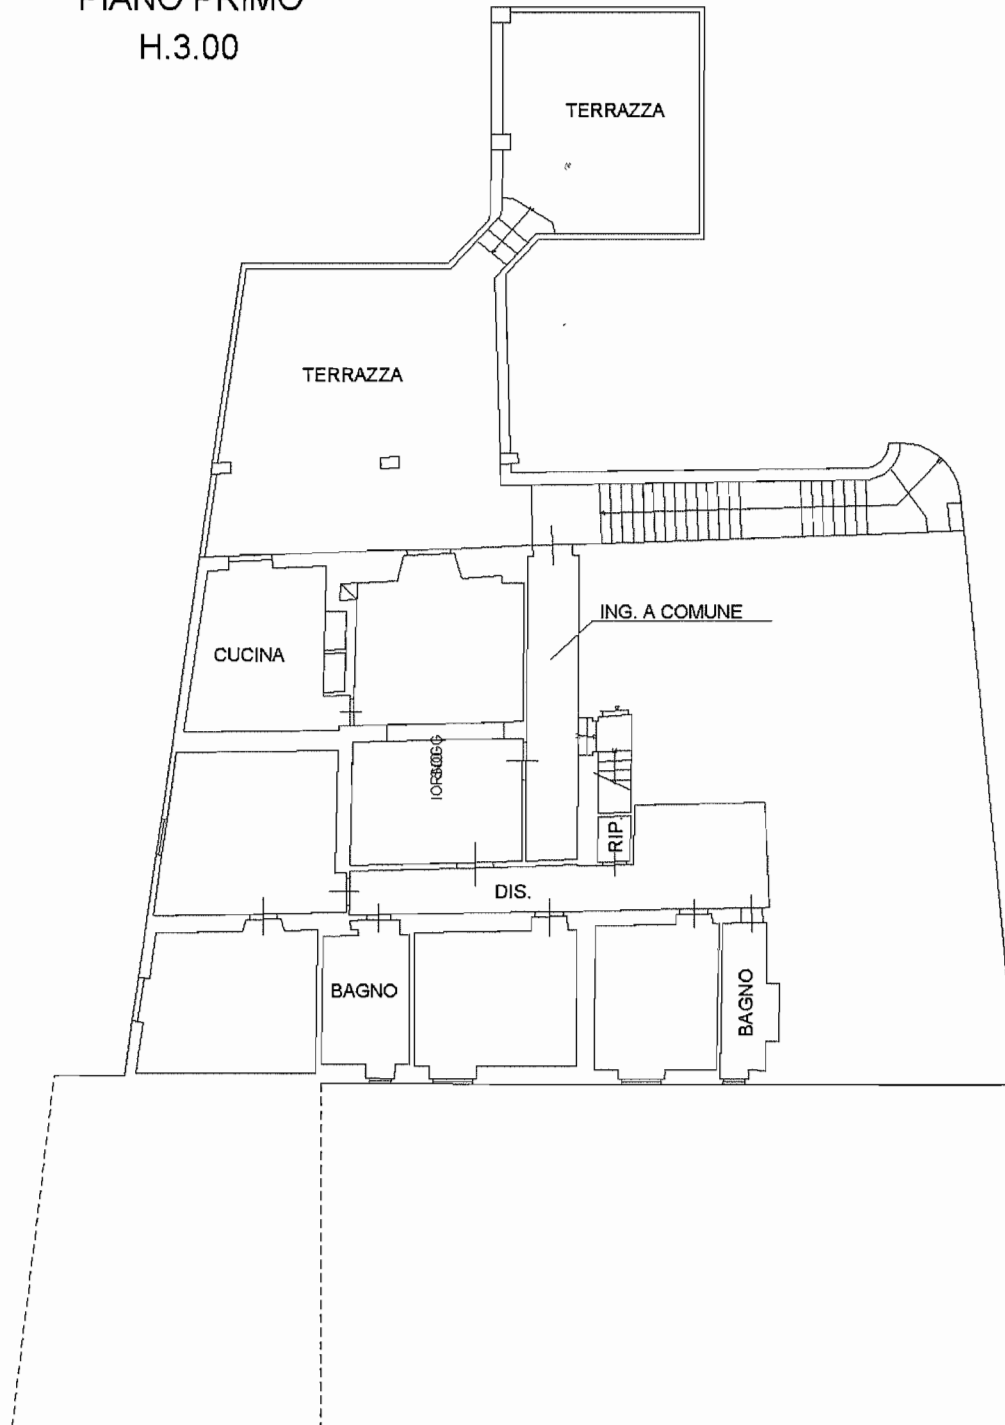 PIANO PRIMO
H.3.00
TERRAZZA
TERRAZZA
ING. A COMUNE
CUCINA
RIP.
DIS.
BAGNO
BAGNO